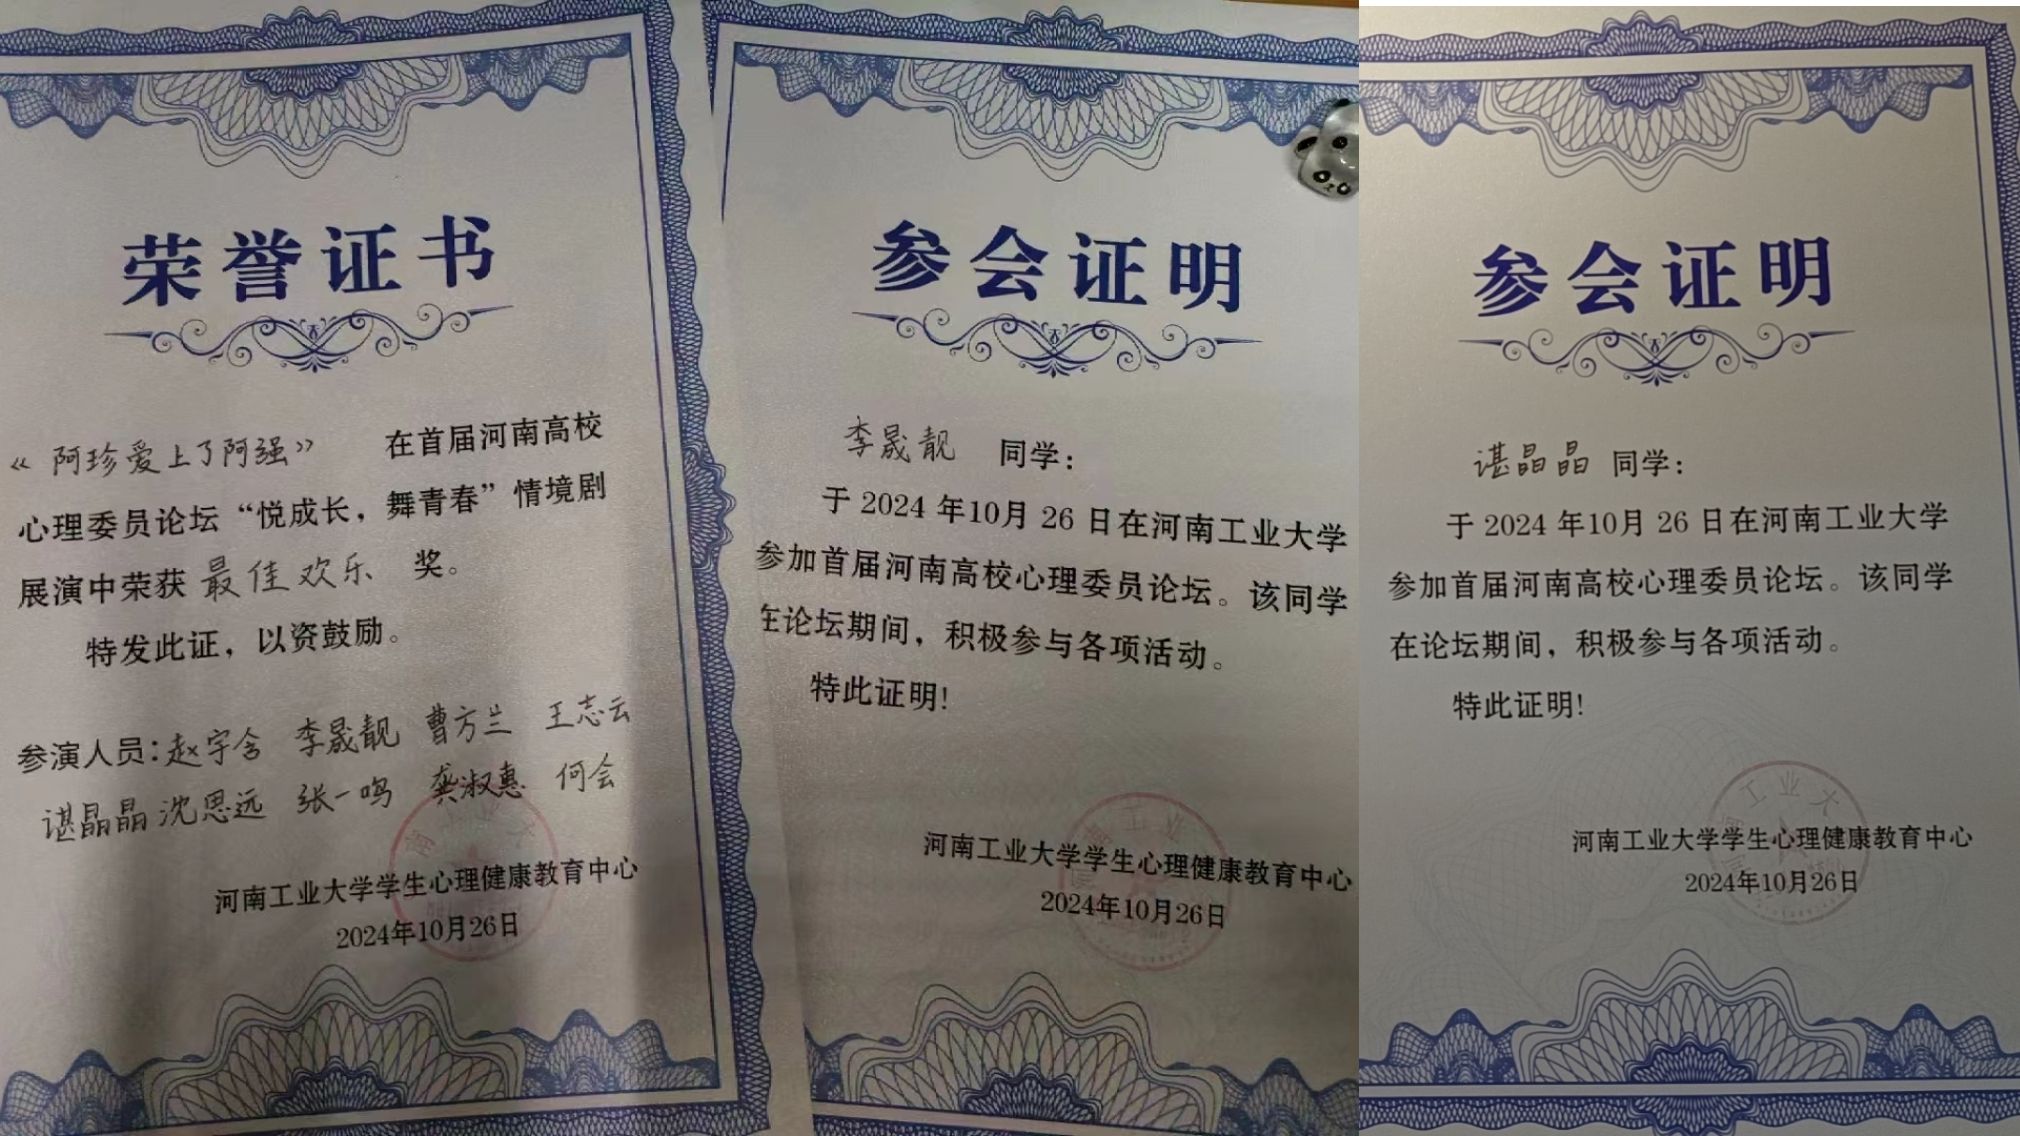 荣誉证书
《阿珍爱上了阿强》 在首届河南高校
心理委员论坛“悦成长，舞青春”情境剧
展演中荣获 最佳欢乐 奖。
特发此证，以资鼓励。
参演人员：赵宇含 李晟靓 曹方兰 王志云
谌晶晶 沈思远 张一鸣 龚淑惠 何会
河南工业大学学生心理健康教育中心
2024年10月26日
参会证明
李晟靓 同学：
于 2024 年10月 26 日在河南工业大学
参加首届河南高校心理委员论坛。该同学
在论坛期间，积极参与各项活动。
特此证明!
河南工业大学学生心理健康教育中心
2024年10月26日
参会证明
谌晶晶 同学：
于 2024 年10月 26 日在河南工业大学
参加首届河南高校心理委员论坛。该同学
在论坛期间，积极参与各项活动。
特此证明!
河南工业大学学生心理健康教育中心
2024年10月26日